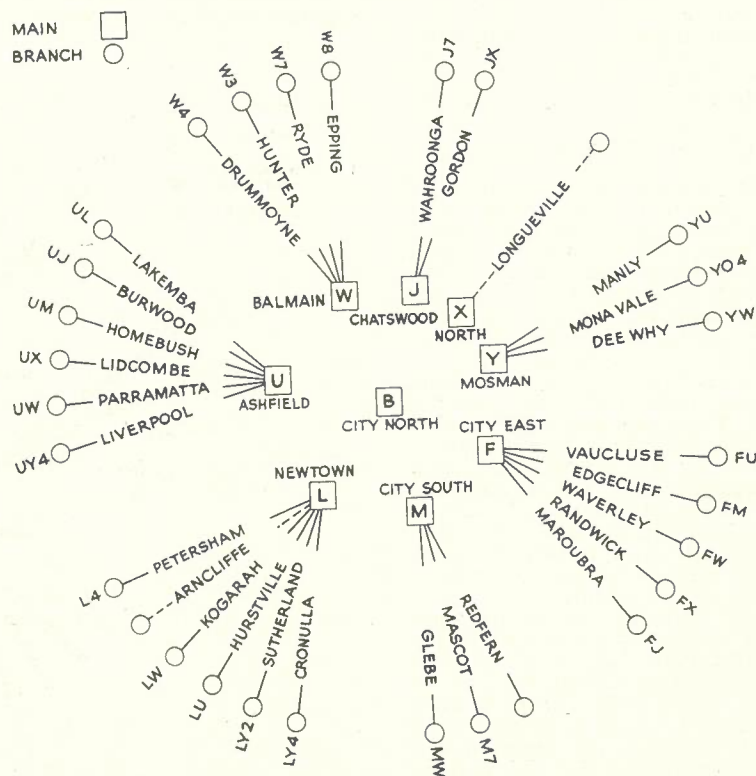 MAIN
BRANCH
W4
DRUMMOYNE
W3
HUNTER
W7
RYDE
W8
EPPING
W
BALMAIN
J7
WAHROONGA
JX
GORDON
J
CHATSWOOD
LONGUEVILLE
X
NORTH
YU
MANLY
YO4
MONA VALE
YW
DEE WHY
Y
MOSMAN
UL
LAKEMBA
UJ
BURWOOD
UM
HOMEBUSH
UX
LIDCOMBE
UW
PARRAMATTA
UY4
LIVERPOOL
U
ASHFIELD
B
CITY NORTH
CITY EAST
F
VAUCLUSE
FU
EDGECLIFF
FM
WAVERLEY
FW
RANDWICK
FX
MAROUBRA
FJ
NEWTOWN
L
L4
PETERSHAM
ARNCLIFFE
LW
KOGARAH
LU
HURSTVILLE
LY2
SUTHERLAND
LY4
CRONULLA
CITY SOUTH
M
GLEBE
MW
MASCOT
M7
REDFERN